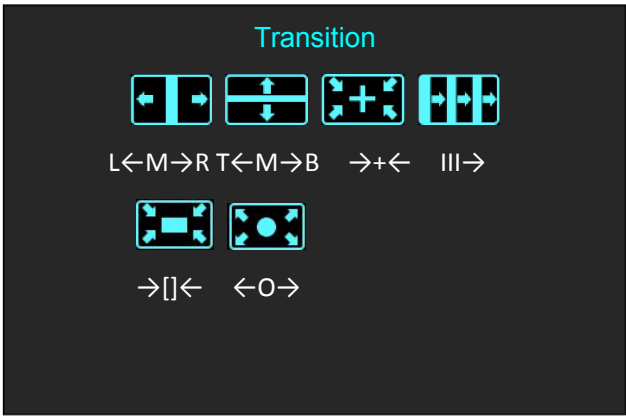 Transition
L←M→R T←M→B →+← III→
→[]← ←O→